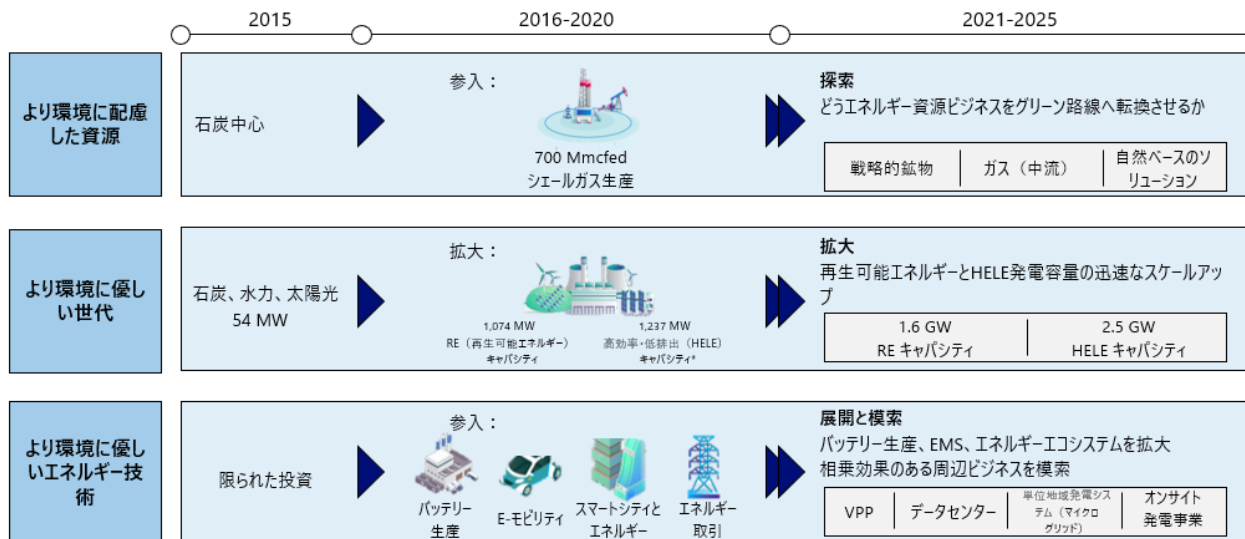 2015
2016-2020
2021-2025
より環境に配慮
した資源
石炭中心
参入：
700 Mmcfed
シェールガス生産
探索
どうエネルギー資源ビジネスをグリーン路線へ転換させるか
戦略的鉱物
ガス（中流）
自然ベースのソ
リューション
より環境に優し
い世代
石炭、水力、太陽光
54 MW
拡大：
1,074 MW
RE（再生可能エネルギー）
キャパシティ
1,237 MW
高効率・低排出（HELE）
キャパシティ*
拡大
再生可能エネルギーとHELE発電容量の迅速なスケールアッ
プ
1.6 GW
RE キャパシティ
2.5 GW
HELE キャパシティ
より環境に優し
いエネルギー技
術
限られた投資
参入：
バッテリー
生産
E-モビリティ
スマートシティと
エネルギー
エネルギー
取引
展開と模索
バッテリー生産、EMS、エネルギーエコシステムを拡大
相乗効果のある周辺ビジネスを模索
VPP
データセンター
単位地域発電シス
テム（マイクロ
グリッド）
オンサイト
発電事業